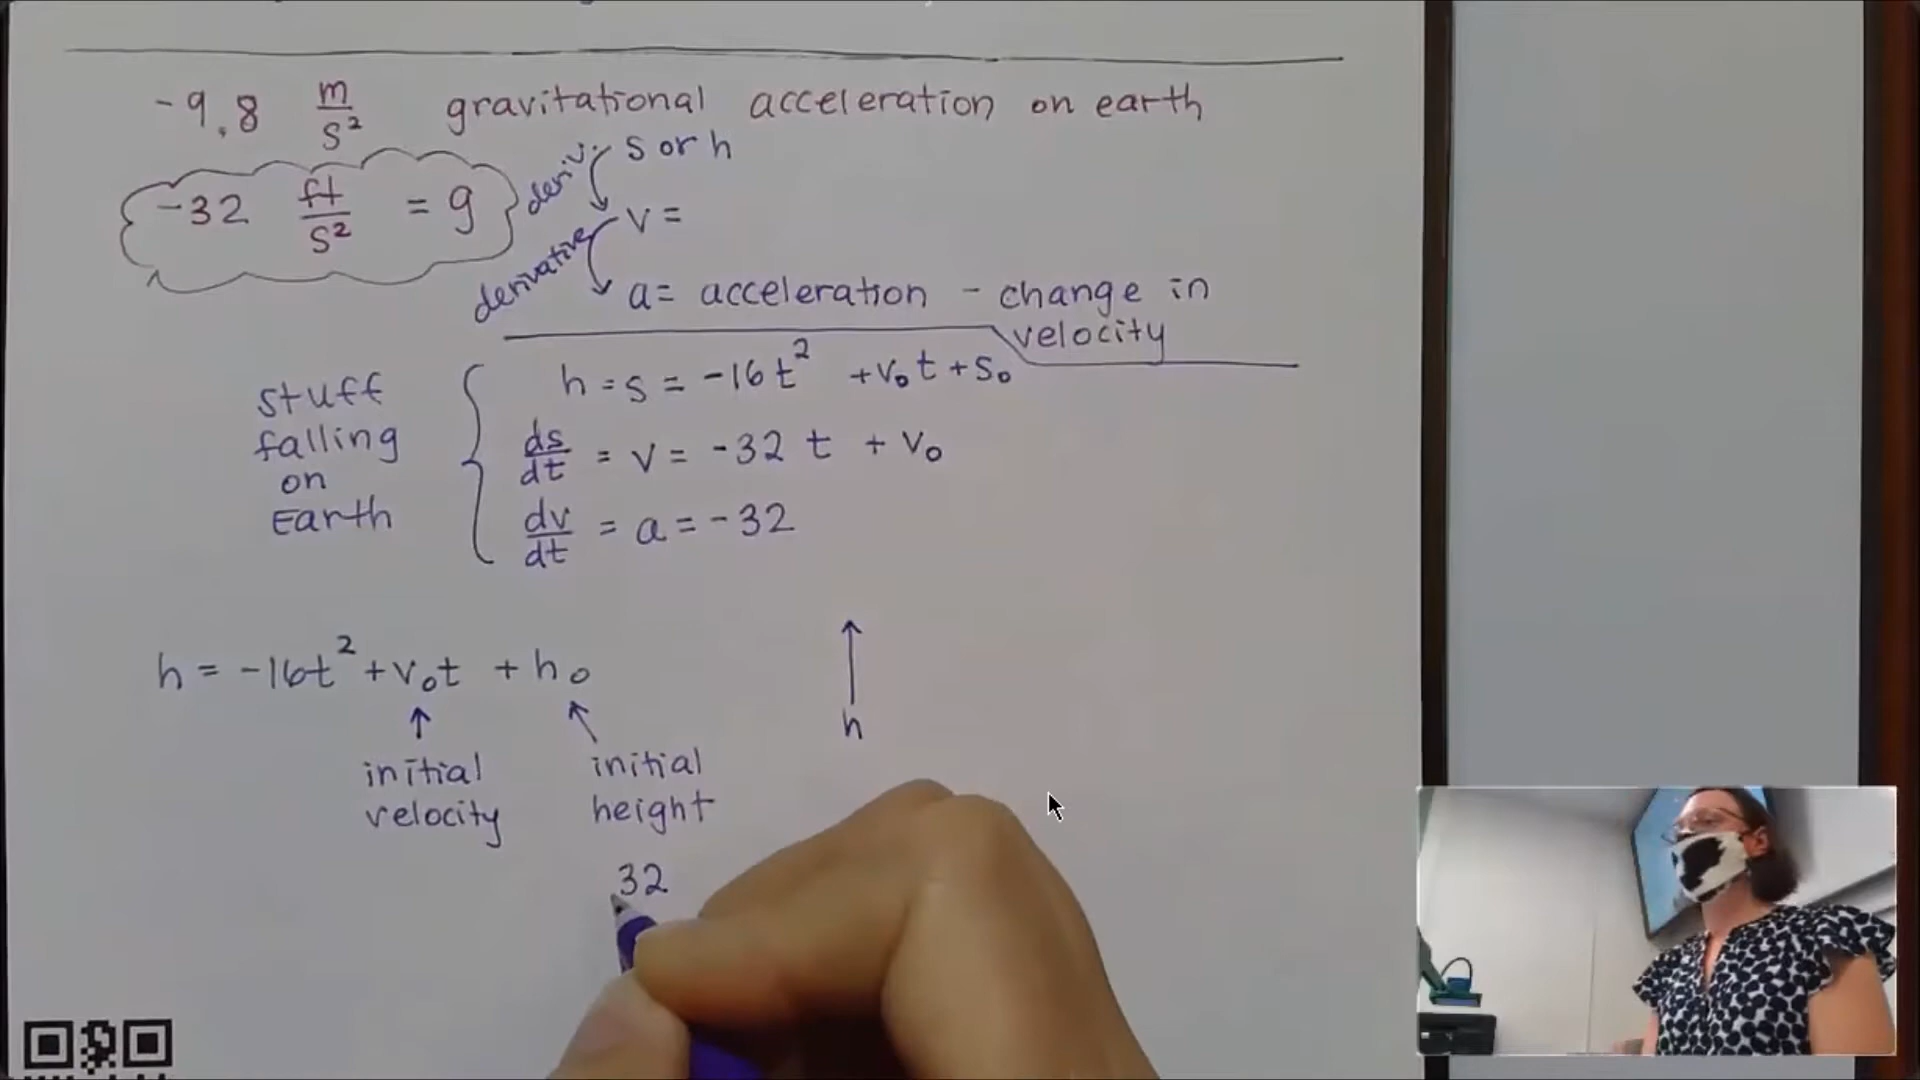 -9.8 m/s² gravitational acceleration on earth
deriv. s or h
-32 ft/s² = g
v =
derivative
a = acceleration - change in
velocity
stuff
falling
on
Earth
h = s = -16t² + v₀t + s₀
ds/dt = v = -32 t + v₀
dv/dt = a = -32
h = -16t² + v₀t + h₀
h
initial
velocity
initial
height
32